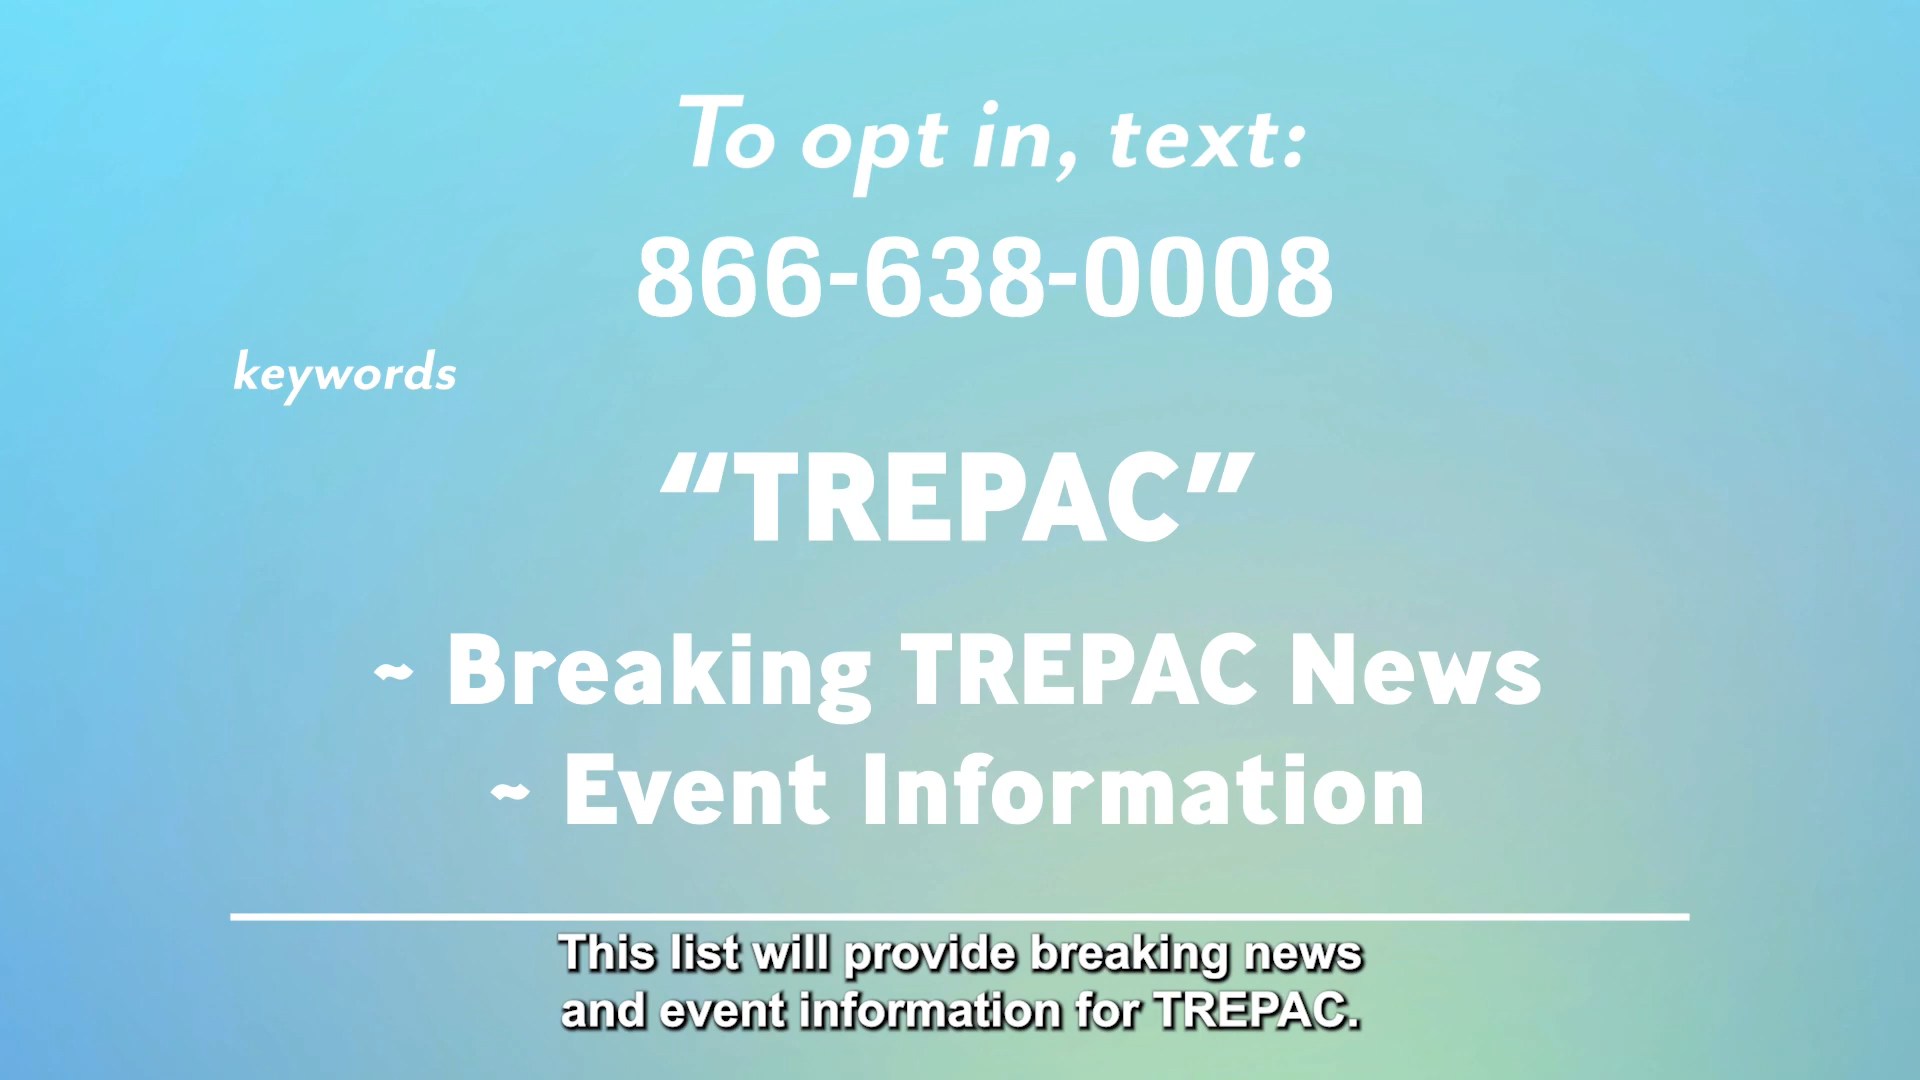 To opt in, text:
866-638-0008
keywords
“TREPAC”
~ Breaking TREPAC News
~ Event Information
This list will provide breaking news
and event information for TREPAC.